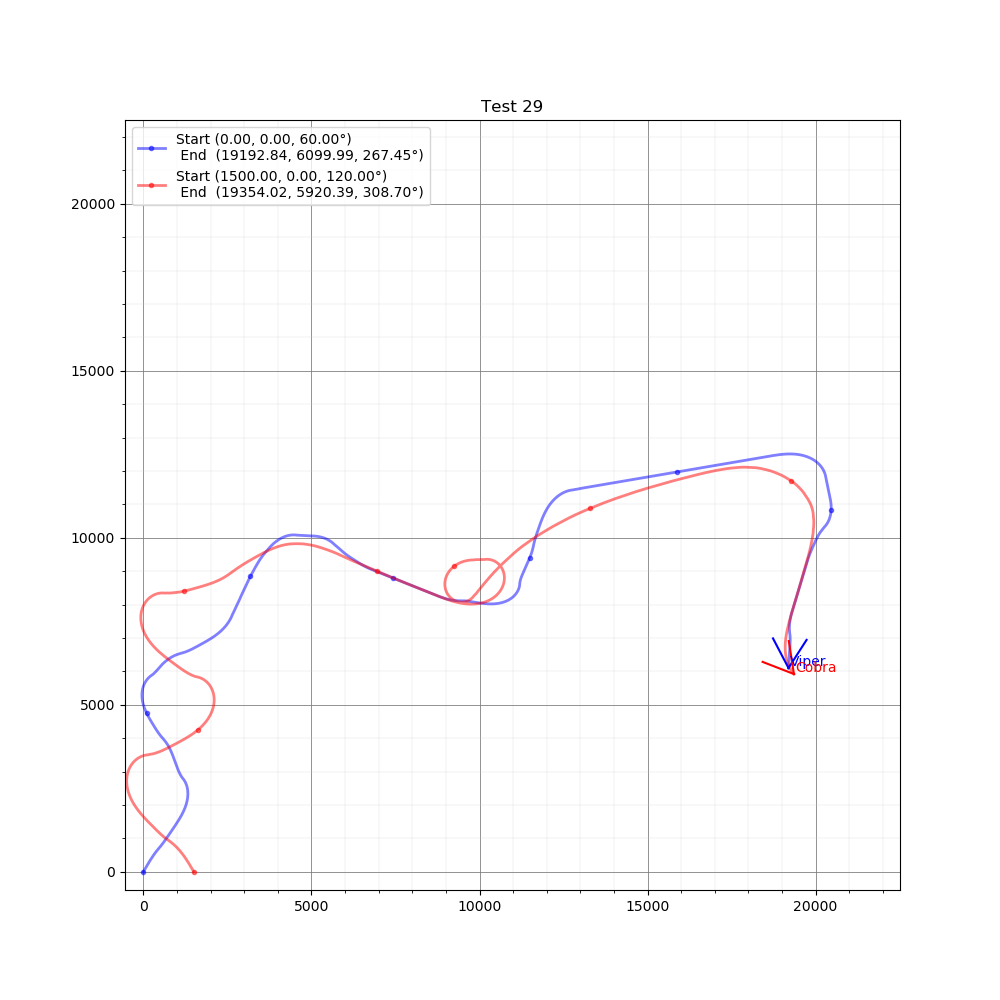 Test 29
Start (0.00, 0.00, 60.00°)
End (19192.84, 6099.99, 267.45°)
Start (1500.00, 0.00, 120.00°)
End (19354.02, 5920.39, 308.70°)
20000
15000
10000
5000
0
Viper
Cobra
0 5000 10000 15000 20000